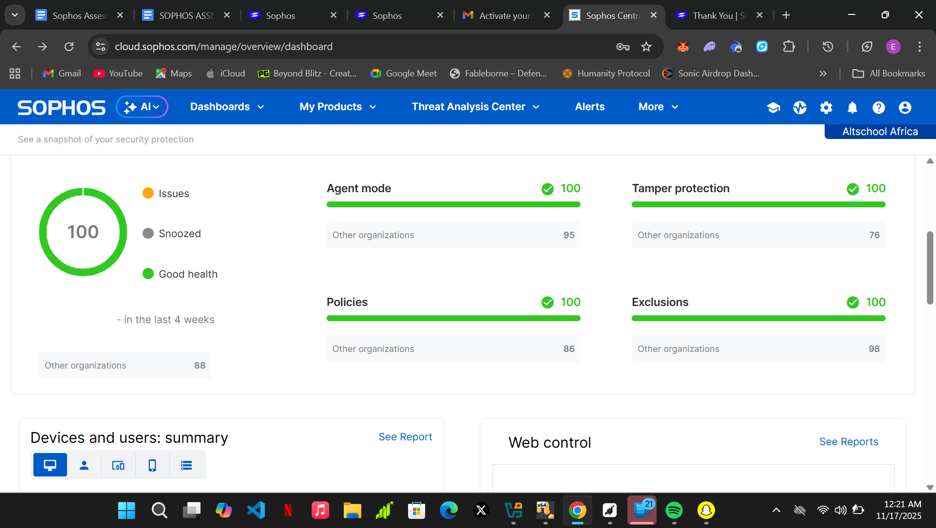 Sophos Asses
SOPHOS ASSE
Sophos
Sophos
Activate your
Sophos Centr
Thank You | S
cloud.sophos.com/manage/overview/dashboard
E
Gmail
YouTube
Maps
iCloud
Beyond Blitz - Creat...
Google Meet
Fableborne – Defen...
Humanity Protocol
Sonic Airdrop Dash...
All Bookmarks
SOPHOS
AI
Dashboards
My Products
Threat Analysis Center
Alerts
More
See a snapshot of your security protection
Altschool Africa
100
Issues
Snoozed
Good health
- in the last 4 weeks
Other organizations 88
Agent mode 100
Other organizations 95
Tamper protection 100
Other organizations 76
Policies 100
Other organizations 86
Exclusions 100
Other organizations 98
Devices and users: summary
See Report
Web control
See Reports
21
12:21 AM
11/17/2025